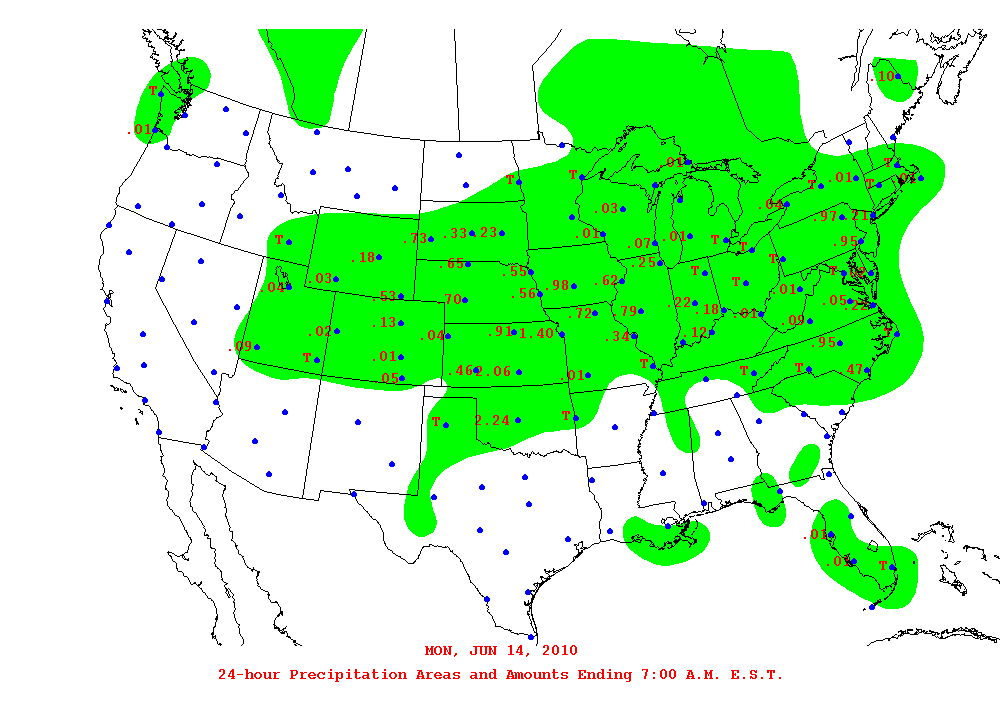 .10
T
.01
.01
T
T
T
.01
T
.01
T
.03
.04
.97
.71
.73
.33
.23
.01
.07
.01
T
T
.95
T
.18
.65
.25
T
T
.04
.03
.55
.98
.62
T
.01
.53
.70
.56
.22
.05
.22
.72
.79
.18
.01
.09
.13
.02
.04
.91
1.40
.34
.12
.95
T
.09
.01
T
T
T
T
.47
.05
.46
2.06
.01
T
2.24
T
.01
.01
T
MON, JUN 14, 2010
24-hour Precipitation Areas and Amounts Ending 7:00 A.M. E.S.T.